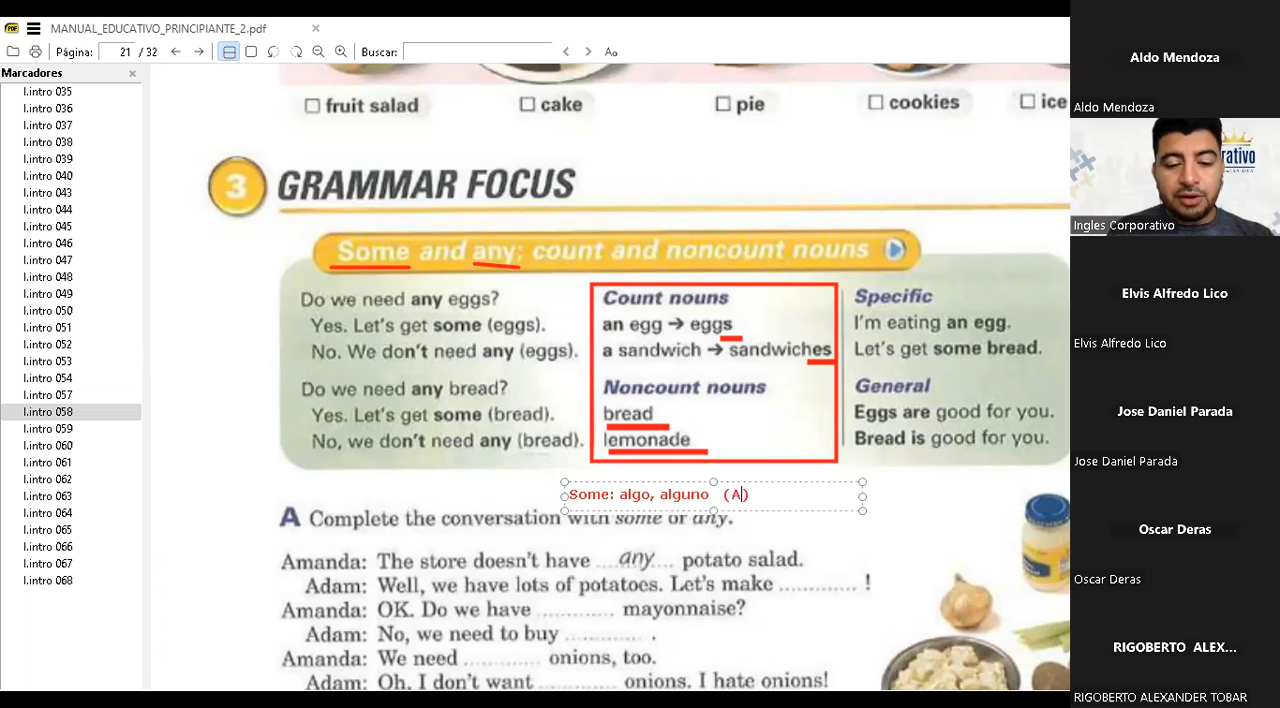 MANUAL_EDUCATIVO_PRINCIPIANTE_2.pdf
Página: 21 / 32 Buscar: Aa
Marcadores
I.intro 035
I.intro 036
I.intro 037
I.intro 038
I.intro 039
I.intro 040
I.intro 043
I.intro 044
I.intro 045
I.intro 046
I.intro 047
I.intro 048
I.intro 049
I.intro 050
I.intro 051
I.intro 052
I.intro 053
I.intro 054
I.intro 057
I.intro 058
I.intro 059
I.intro 060
I.intro 061
I.intro 062
I.intro 063
I.intro 064
I.intro 065
I.intro 066
I.intro 067
I.intro 068
fruit salad cake pie cookies ice
3 GRAMMAR FOCUS
Some and any; count and noncount nouns
Do we need any eggs?
Yes. Let's get some (eggs).
No. We don't need any (eggs).
Do we need any bread?
Yes. Let's get some (bread).
No, we don't need any (bread).
Count nouns
an egg → eggs
a sandwich → sandwiches
Noncount nouns
bread
lemonade
Specific
I'm eating an egg.
Let's get some bread.
General
Eggs are good for you.
Bread is good for you.
Some: algo, alguno (A)
A Complete the conversation with some or any.
Amanda: The store doesn't have ....any.... potato salad.
Adam: Well, we have lots of potatoes. Let's make ............ !
Amanda: OK. Do we have ............ mayonnaise?
Adam: No, we need to buy ............ .
Amanda: We need ............ onions, too.
Adam: Oh, I don't want ............ onions. I hate onions!
Aldo Mendoza
Aldo Mendoza
rativo
Ingles Corporativo
Elvis Alfredo Lico
Elvis Alfredo Lico
Jose Daniel Parada
Jose Daniel Parada
Oscar Deras
Oscar Deras
RIGOBERTO ALEX...
RIGOBERTO ALEXANDER TOBAR